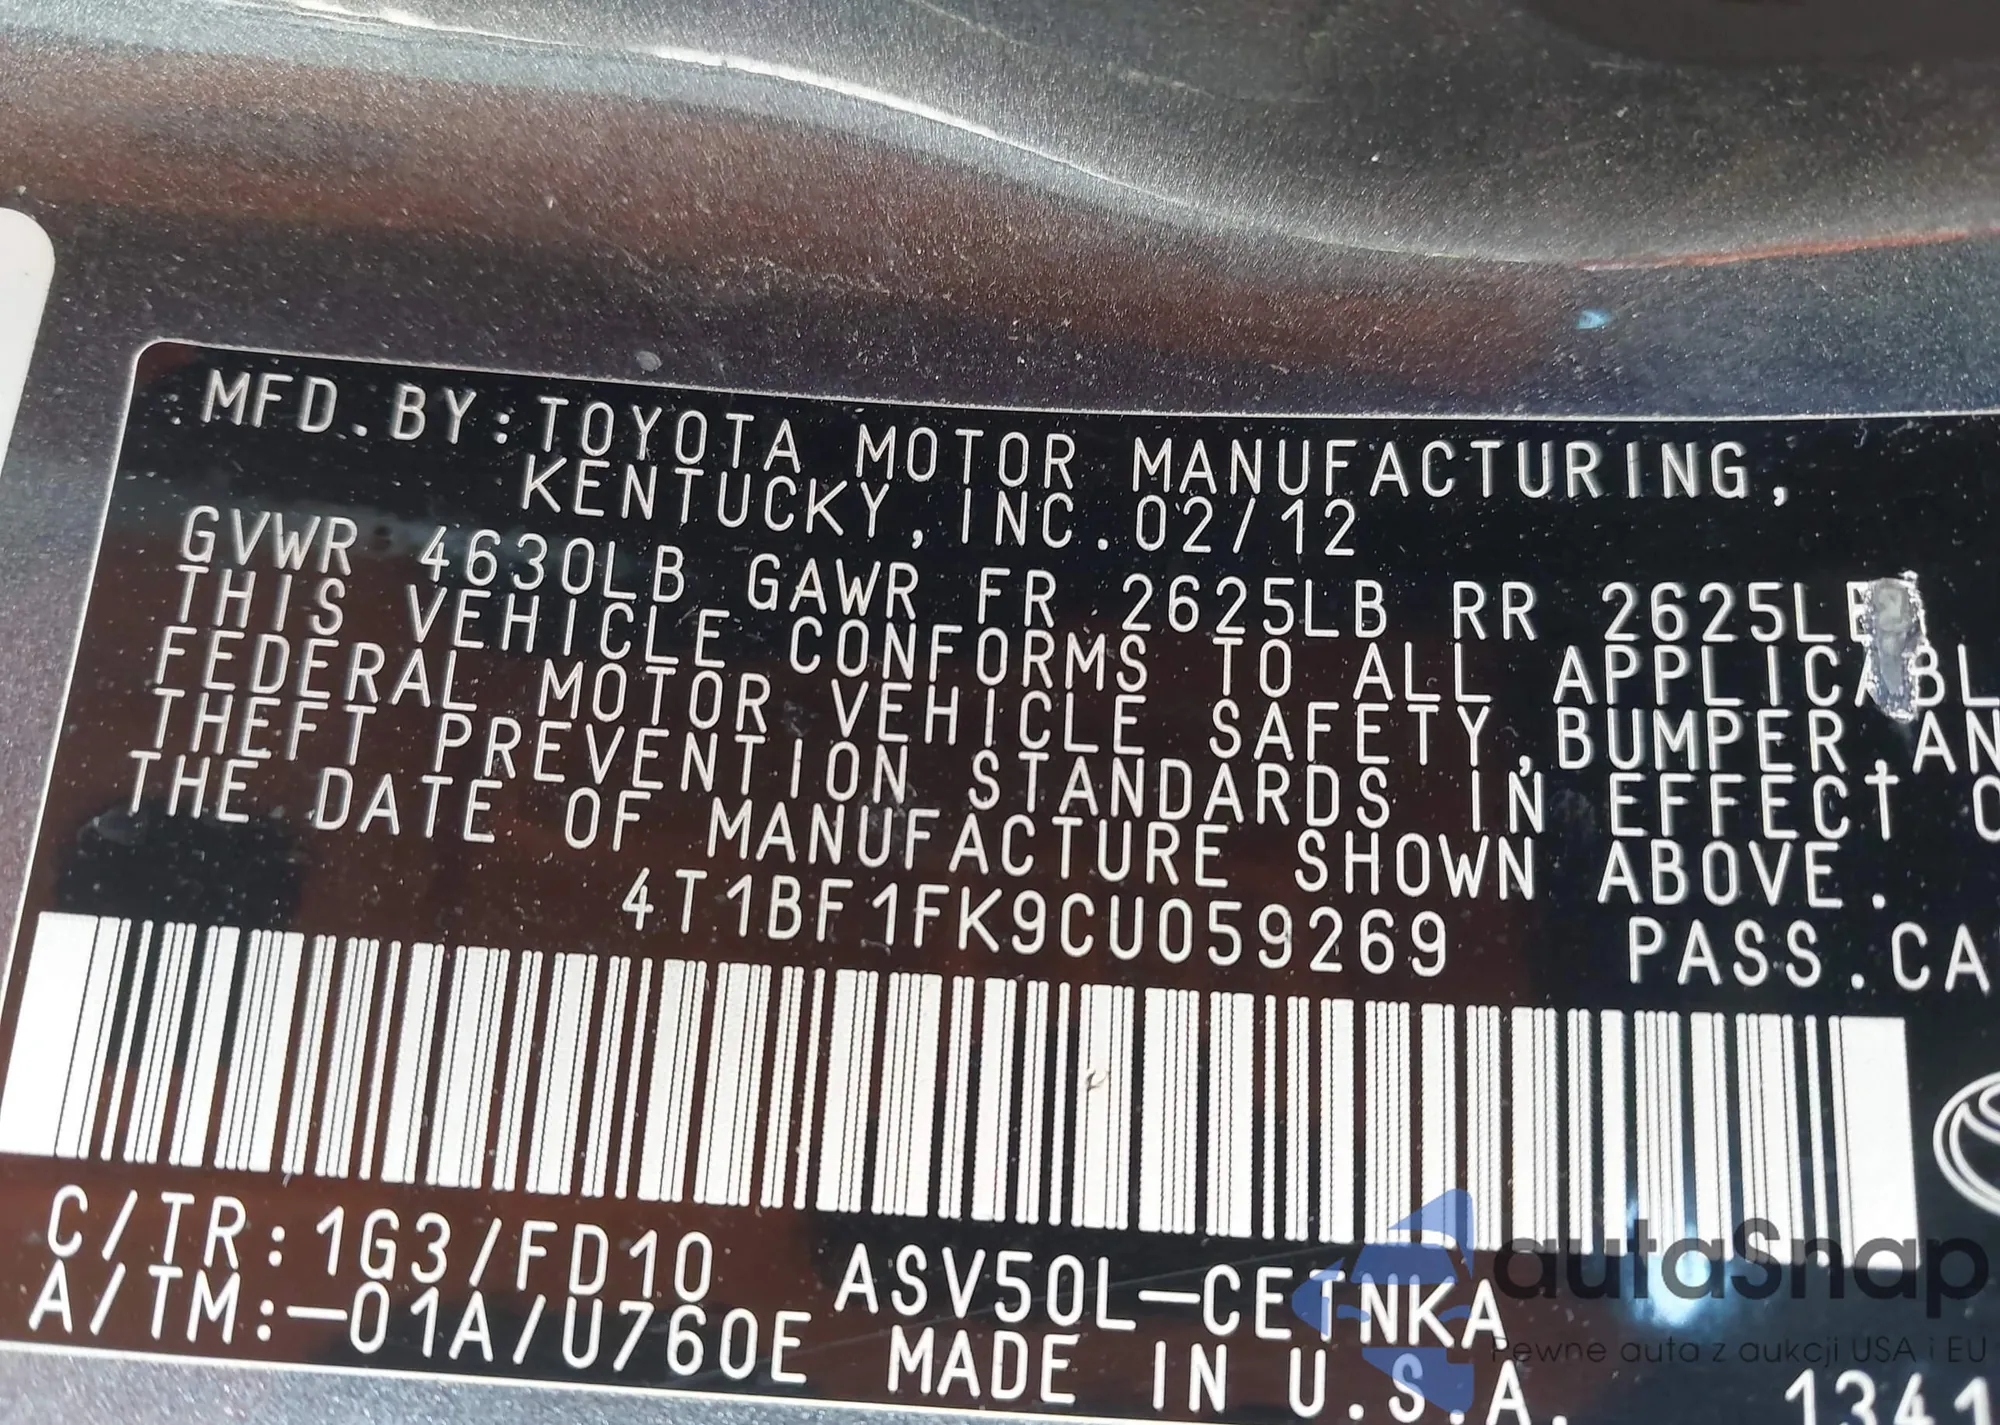 MFD.BY:TOYOTA MOTOR MANUFACTURING,
KENTUCKY,INC.02/12
GVWR 4630LB GAWR FR 2625LB RR 2625LB
THIS VEHICLE CONFORMS TO ALL APPLICABL
FEDERAL MOTOR VEHICLE SAFETY,BUMPER,AN
THEFT PREVENTION STANDARDS IN EFFECT O
THE DATE OF MANUFACTURE SHOWN ABOVE.
4T1BF1FK9CU059269 PASS.CA
C/TR:1G3/FD10 ASV50L-CETNKA
A/TM:-01A/U760E MADE IN U.S.A. 1341
autaSnap
Pewne auta z aukcji USA i EU